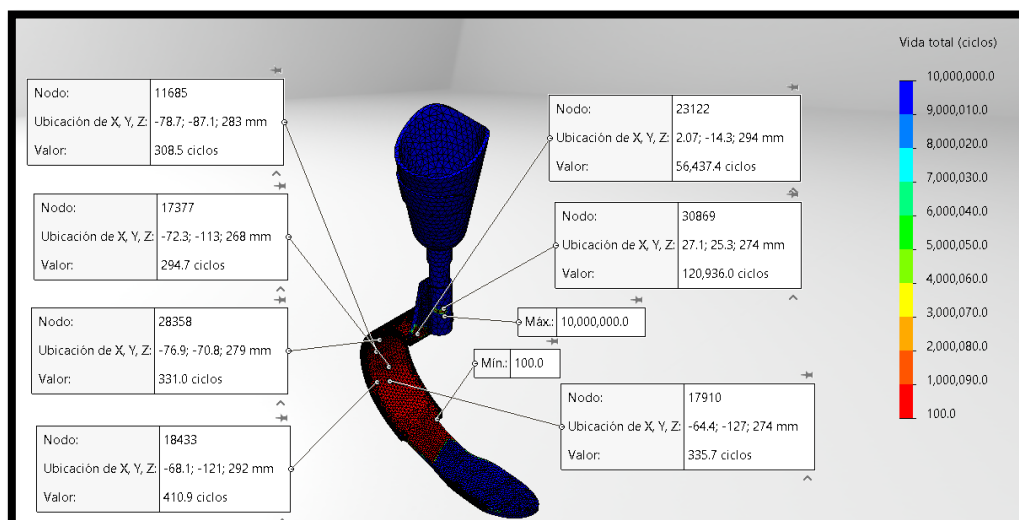 Vida total (ciclos)
10,000,000.0
9,000,010.0
8,000,020.0
7,000,030.0
6,000,040.0
5,000,050.0
4,000,060.0
3,000,070.0
2,000,080.0
1,000,090.0
100.0
Nodo: 11685
Ubicación de X, Y, Z: -78.7; -87.1; 283 mm
Valor: 308.5 ciclos
Nodo: 17377
Ubicación de X, Y, Z: -72.3; -113; 268 mm
Valor: 294.7 ciclos
Nodo: 28358
Ubicación de X, Y, Z: -76.9; -70.8; 279 mm
Valor: 331.0 ciclos
Nodo: 18433
Ubicación de X, Y, Z: -68.1; -121; 292 mm
Valor: 410.9 ciclos
Nodo: 23122
Ubicación de X, Y, Z: 2.07; -14.3; 294 mm
Valor: 56,437.4 ciclos
Nodo: 30869
Ubicación de X, Y, Z: 27.1; 25.3; 274 mm
Valor: 120,936.0 ciclos
Máx.: 10,000,000.0
Mín.: 100.0
Nodo: 17910
Ubicación de X, Y, Z: -64.4; -127; 274 mm
Valor: 335.7 ciclos